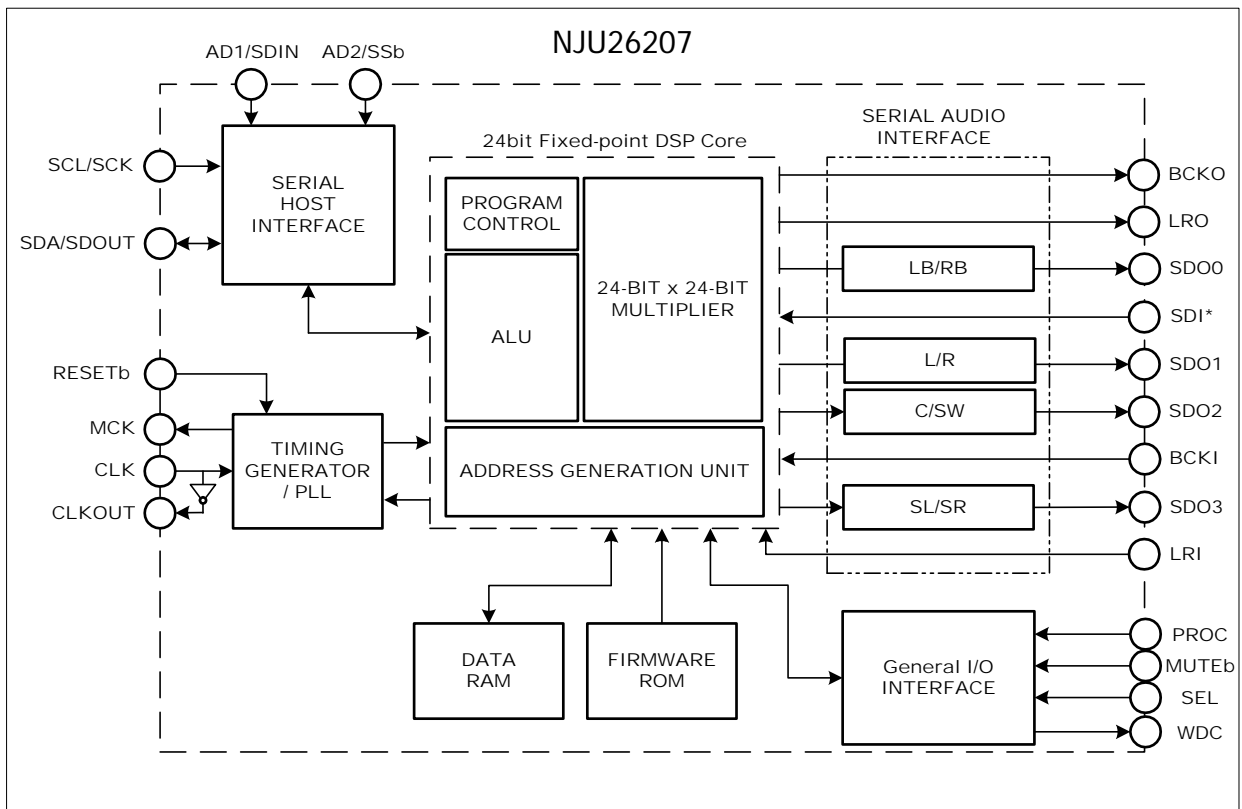 NJU26207
AD1/SDIN
AD2/SSb
SCL/SCK
SDA/SDOUT
SERIAL
HOST
INTERFACE
RESETb
MCK
CLK
CLKOUT
TIMING
GENERATOR
/ PLL
24bit Fixed-point DSP Core
PROGRAM
CONTROL
ALU
24-BIT x 24-BIT
MULTIPLIER
ADDRESS GENERATION UNIT
DATA
RAM
FIRMWARE
ROM
SERIAL AUDIO
INTERFACE
LB/RB
L/R
C/SW
SL/SR
General I/O
INTERFACE
BCKO
LRO
SDO0
SDI*
SDO1
SDO2
BCKI
SDO3
LRI
PROC
MUTEb
SEL
WDC